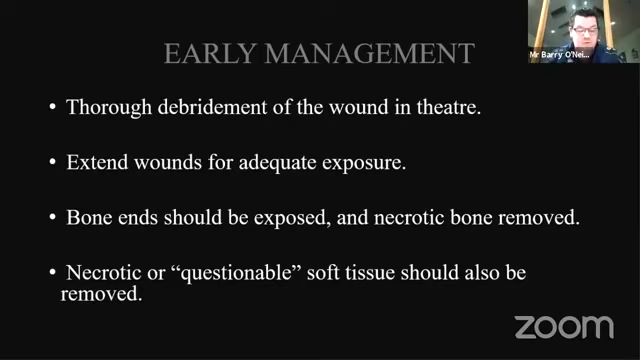 Mr Barry O'Nei...
EARLY MANAGEMENT
• Thorough debridement of the wound in theatre.
• Extend wounds for adequate exposure.
• Bone ends should be exposed, and necrotic bone removed.
• Necrotic or “questionable” soft tissue should also be
removed.
zoom